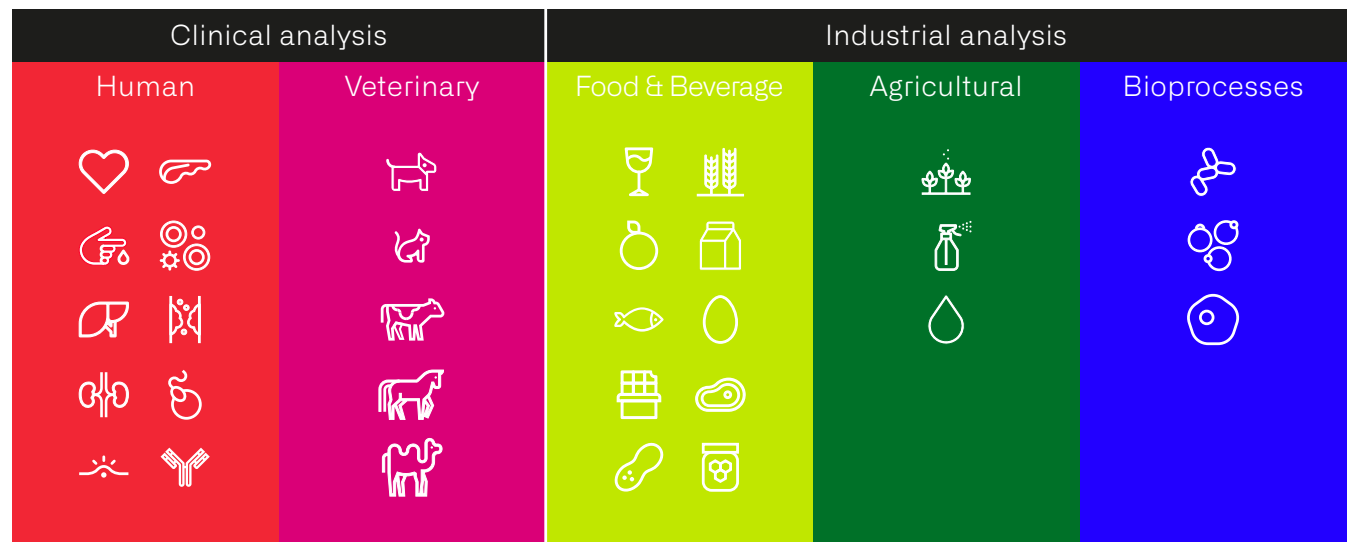 Clinical analysis
Industrial analysis
Human
Veterinary
Food & Beverage
Agricultural
Bioprocesses